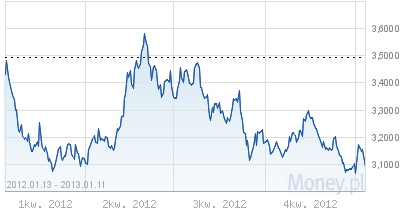 3,6000
3,5000
3,4000
3,3000
3,2000
3,1000
2012.01.13 - 2013.01.11
Money.pl
1kw. 2012
2kw. 2012
3kw. 2012
4kw. 2012